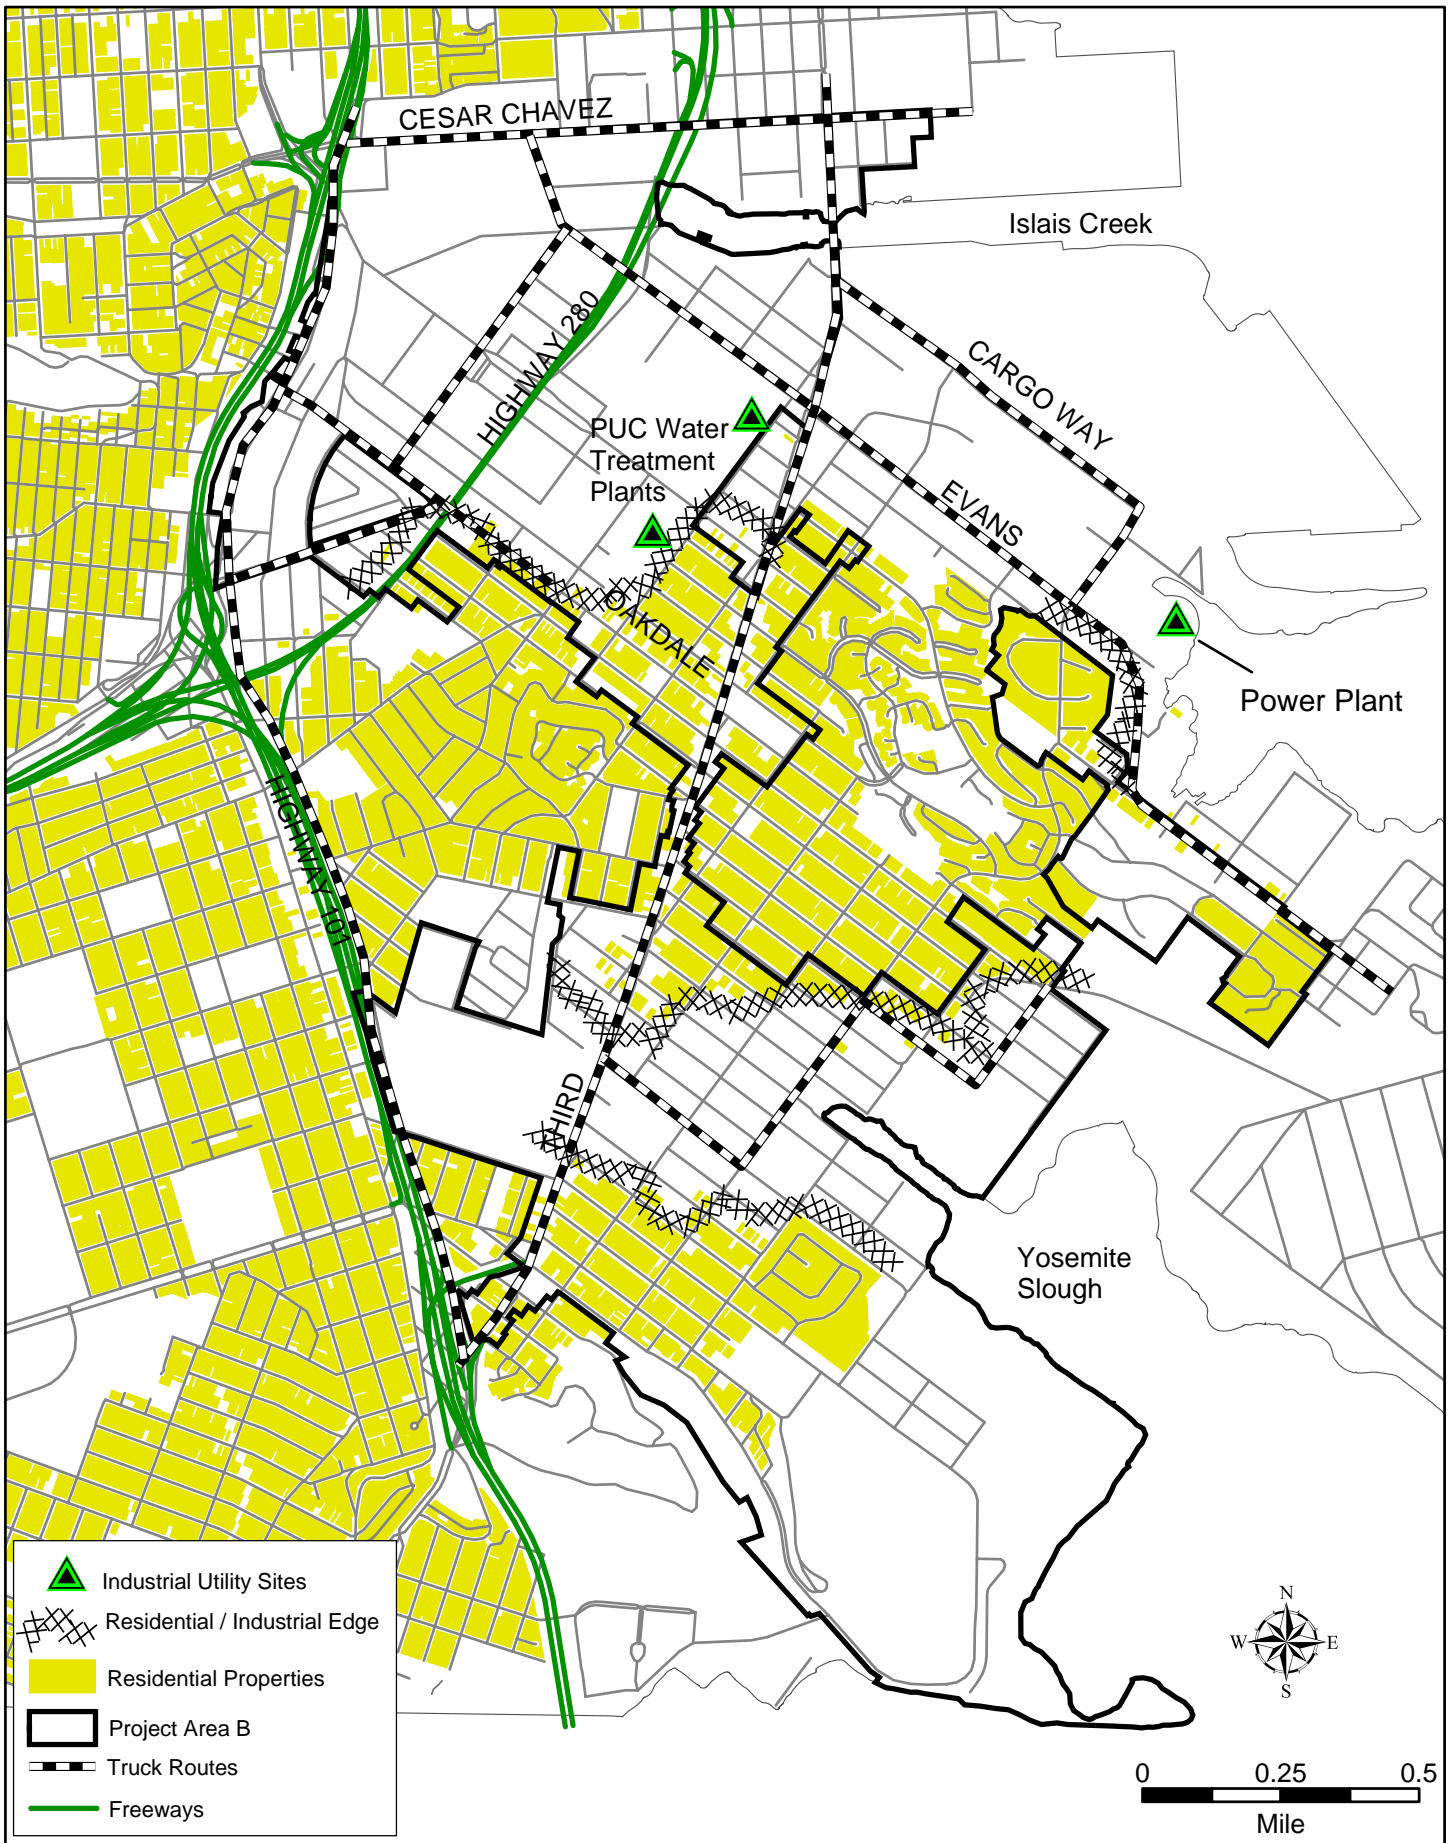 CESAR CHAVEZ
Islais Creek
HIGHWAY 280
CARGO WAY
PUC Water
Treatment
Plants
EVANS
OAKDALE
Power Plant
HIGHWAY 101
THIRD
Yosemite
Slough
Industrial Utility Sites
Residential / Industrial Edge
Residential Properties
Project Area B
Truck Routes
Freeways
N
W
E
S
0 0.25 0.5
Mile